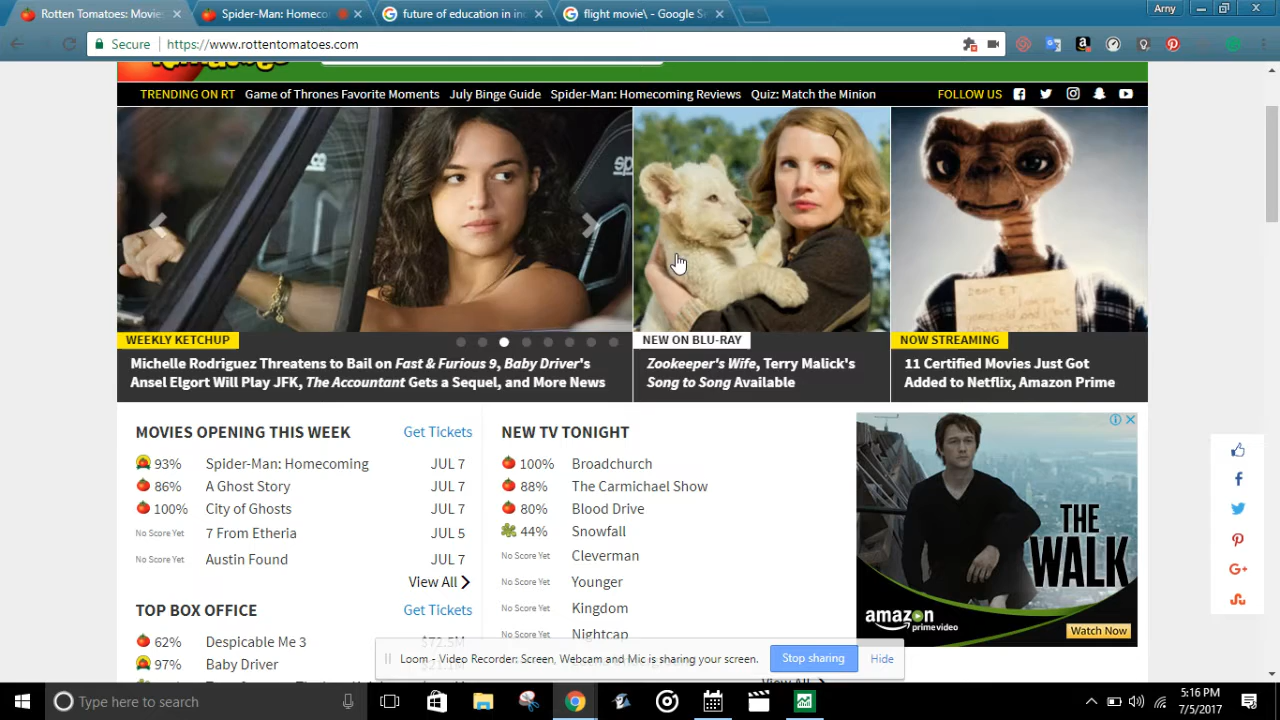 Rotten Tomatoes: Movie
Spider-Man: Homeco
future of education in in
flight movie\ - Google S
Arny
Secure
https://www.rottentomatoes.com
TRENDING ON RT
Game of Thrones Favorite Moments
July Binge Guide
Spider-Man: Homecoming Reviews
Quiz: Match the Minion
FOLLOW US
WEEKLY KETCHUP
Michelle Rodriguez Threatens to Bail on Fast & Furious 9, Baby Driver's
Ansel Elgort Will Play JFK, The Accountant Gets a Sequel, and More News
NEW ON BLU-RAY
Zookeeper's Wife, Terry Malick's
Song to Song Available
NOW STREAMING
11 Certified Movies Just Got
Added to Netflix, Amazon Prime
MOVIES OPENING THIS WEEK
Get Tickets
93% Spider-Man: Homecoming JUL 7
86% A Ghost Story JUL 7
100% City of Ghosts JUL 7
No Score Yet 7 From Etheria JUL 5
No Score Yet Austin Found JUL 7
View All
TOP BOX OFFICE
Get Tickets
62% Despicable Me 3 $72.5M
97% Baby Driver
NEW TV TONIGHT
100% Broadchurch
88% The Carmichael Show
80% Blood Drive
44% Snowfall
No Score Yet Cleverman
No Score Yet Younger
No Score Yet Kingdom
No Score Yet Nightcap
THE
WALK
amazon
prime video
Watch Now
Loom - Video Recorder: Screen, Webcam and Mic is sharing your screen.
Stop sharing
Hide
Type here to search
5:16 PM
7/5/2017